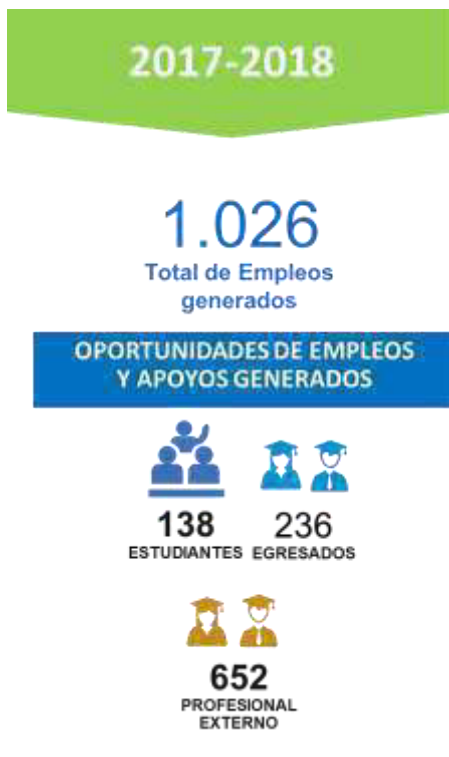 2017-2018
1.026
Total de Empleos
generados
OPORTUNIDADES DE EMPLEOS
Y APOYOS GENERADOS
138 236
ESTUDIANTES EGRESADOS
652
PROFESIONAL
EXTERNO